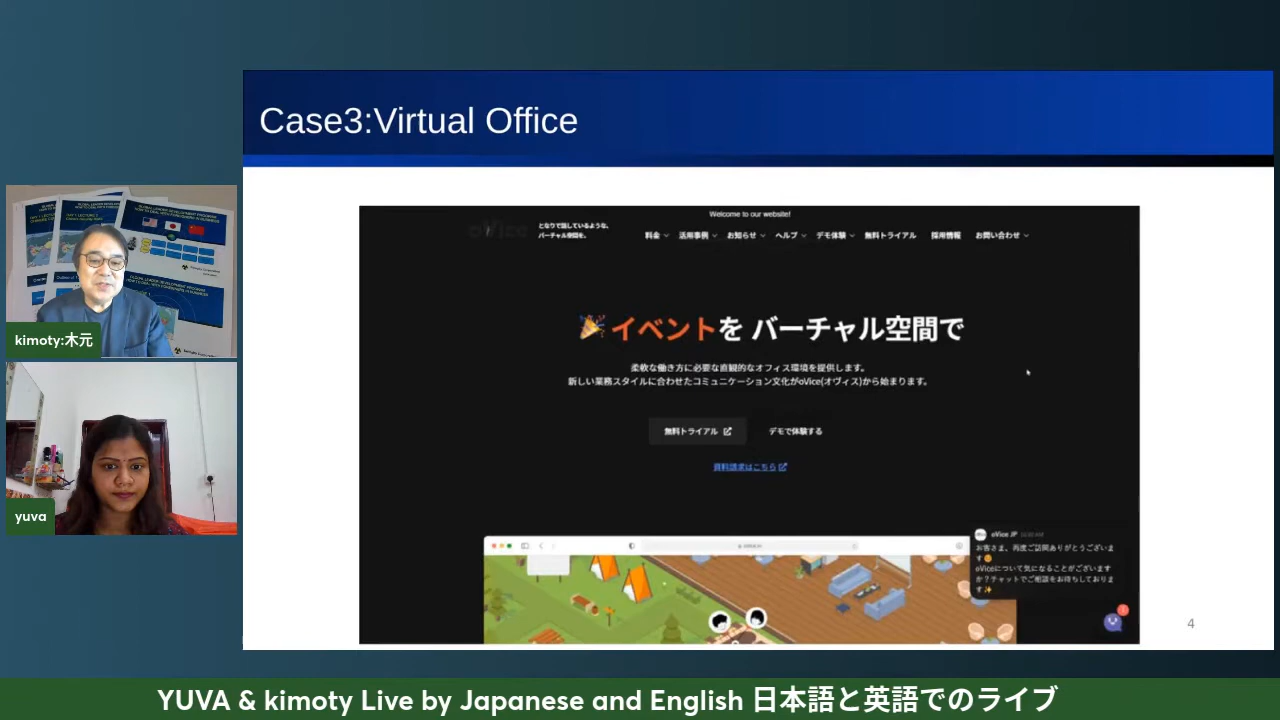 Case3:Virtual Office
Welcome to our website!
oVice
となりで話しているような、
バーチャル空間を。
料金 活用事例 お知らせ ヘルプ デモ体験 無料トライアル 採用情報 お問い合わせ
イベントを バーチャル空間で
柔軟な働き方に必要な直観的なオフィス環境を提供します。
新しい業務スタイルに合わせたコミュニケーション文化がoVice(オヴィス)から始まります。
無料トライアル デモで体験する
資料請求はこちら
oVice JP
お客さま、再度ご訪問ありがとうございま
す
oViceについて気になることがございます
か？チャットでご相談をお待ちしておりま
す
4
kimoty:木元
yuva
YUVA & kimoty Live by Japanese and English 日本語と英語でのライブ